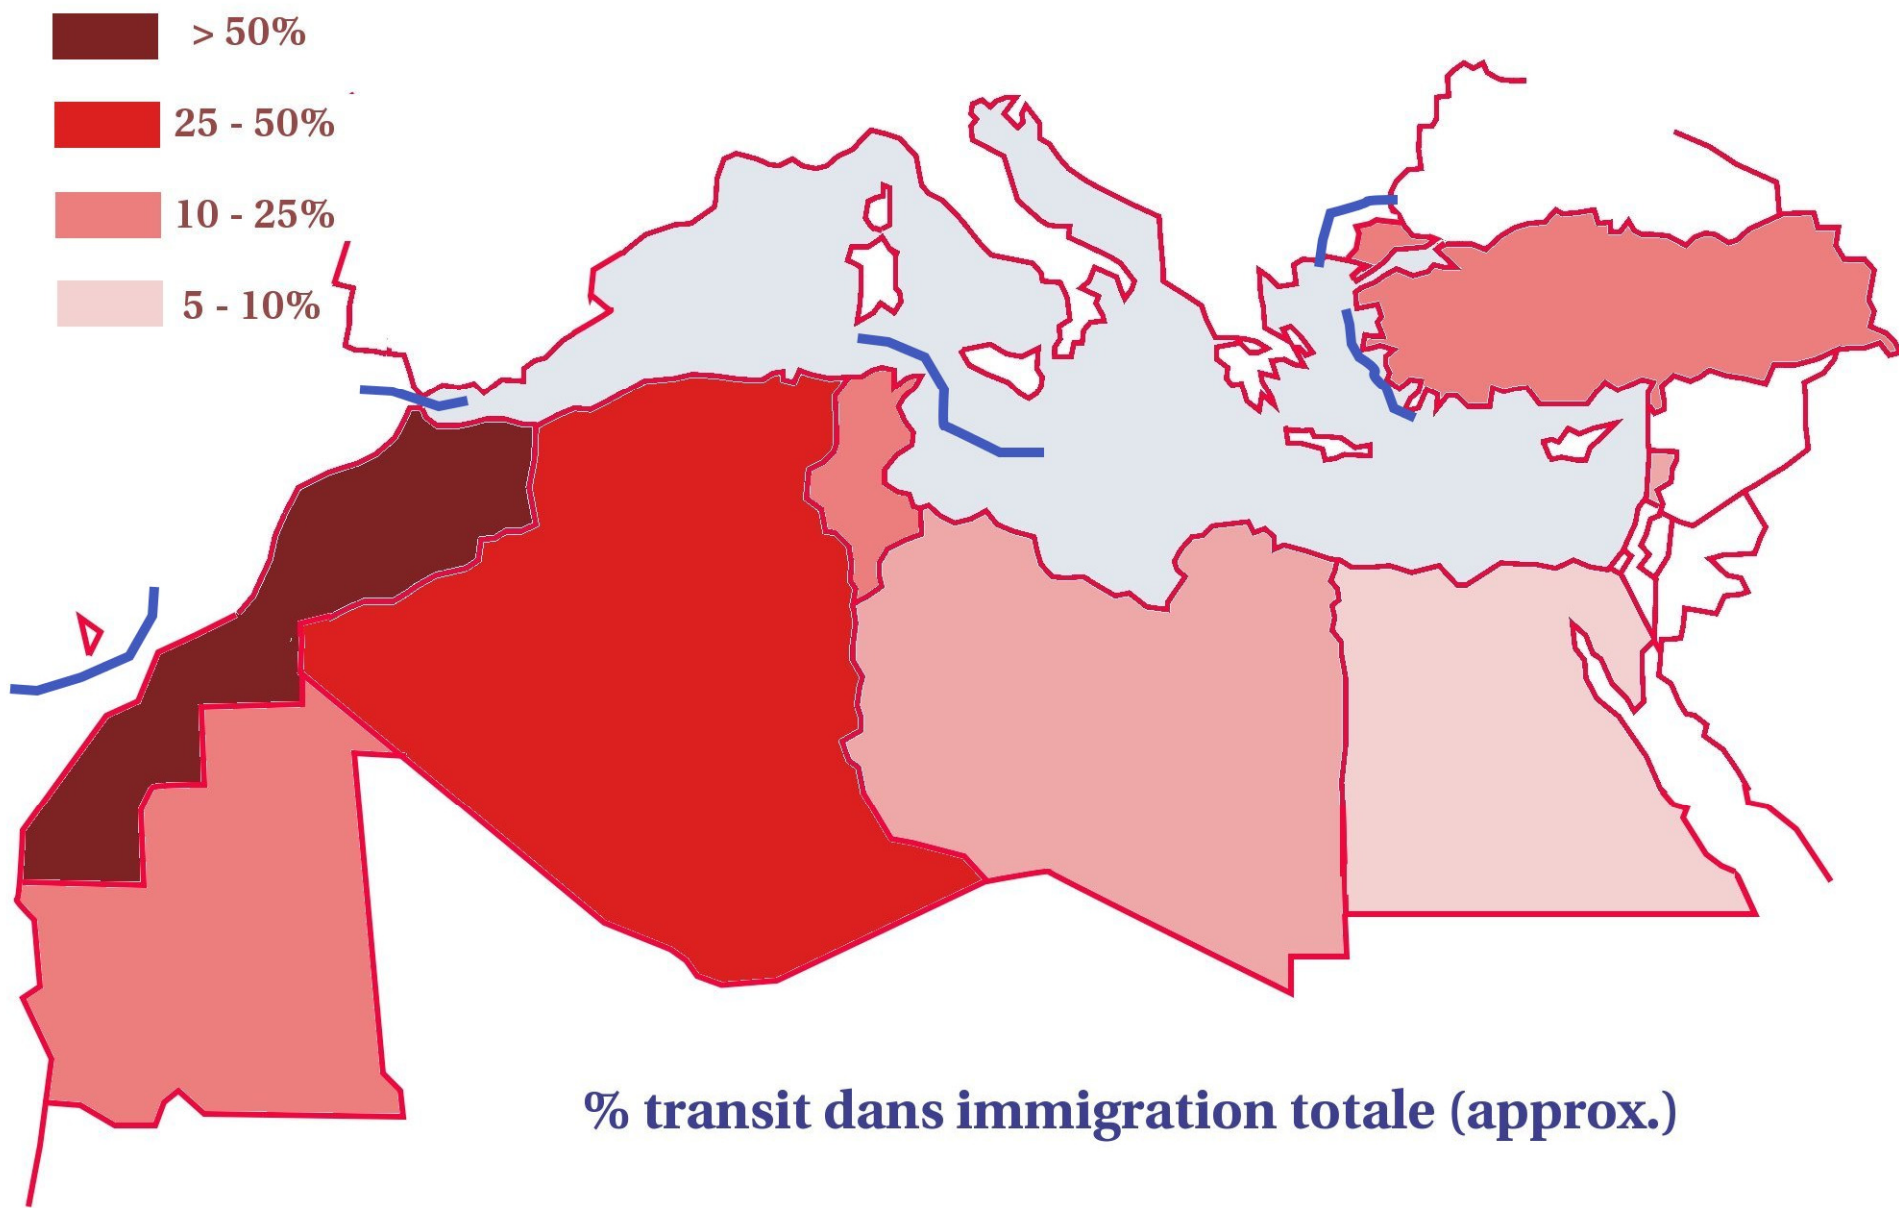 > 50%
25 - 50%
10 - 25%
5 - 10%
% transit dans immigration totale (approx.)